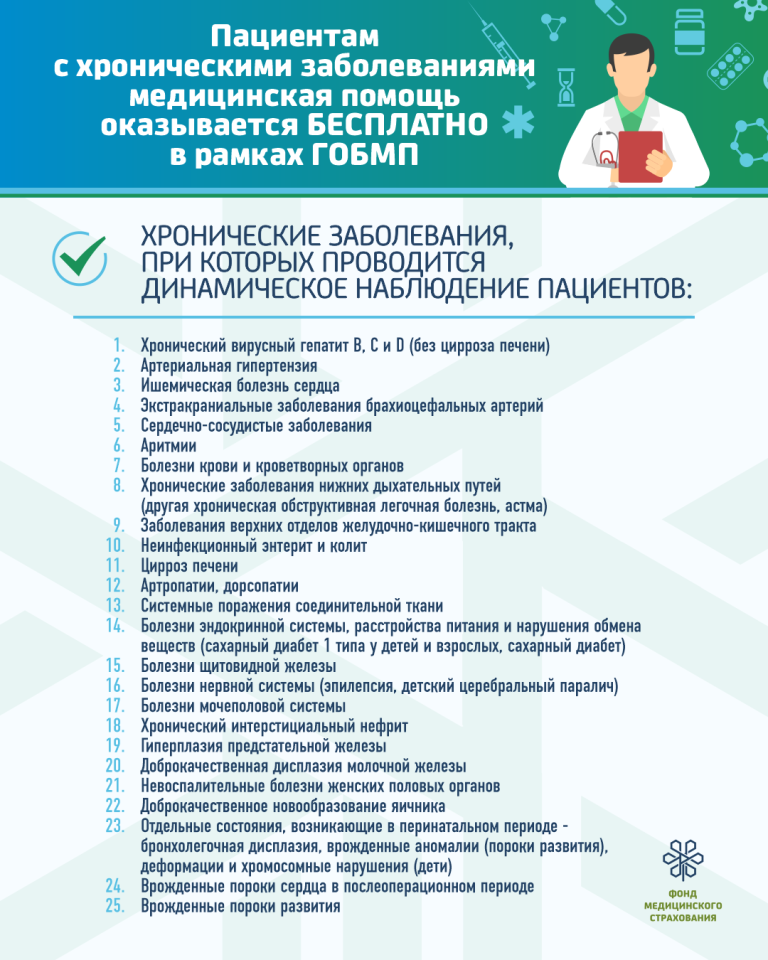 Пациентам
с хроническими заболеваниями
медицинская помощь
оказывается БЕСПЛАТНО
в рамках ГОБМП
ХРОНИЧЕСКИЕ ЗАБОЛЕВАНИЯ,
ПРИ КОТОРЫХ ПРОВОДИТСЯ
ДИНАМИЧЕСКОЕ НАБЛЮДЕНИЕ ПАЦИЕНТОВ:
1. Хронический вирусный гепатит В, С и D (без цирроза печени)
2. Артериальная гипертензия
3. Ишемическая болезнь сердца
4. Экстракраниальные заболевания брахиоцефальных артерий
5. Сердечно-сосудистые заболевания
6. Аритмии
7. Болезни крови и кроветворных органов
8. Хронические заболевания нижних дыхательных путей
(другая хроническая обструктивная легочная болезнь, астма)
9. Заболевания верхних отделов желудочно-кишечного тракта
10. Неинфекционный энтерит и колит
11. Цирроз печени
12. Артропатии, дорсопатии
13. Системные поражения соединительной ткани
14. Болезни эндокринной системы, расстройства питания и нарушения обмена
веществ (сахарный диабет 1 типа у детей и взрослых, сахарный диабет)
15. Болезни щитовидной железы
16. Болезни нервной системы (эпилепсия, детский церебральный паралич)
17. Болезни мочеполовой системы
18. Хронический интерстициальный нефрит
19. Гиперплазия предстательной железы
20. Доброкачественная дисплазия молочной железы
21. Невоспалительные болезни женских половых органов
22. Доброкачественное новообразование яичника
23. Отдельные состояния, возникающие в перинатальном периоде -
бронхолегочная дисплазия, врожденные аномалии (пороки развития),
деформации и хромосомные нарушения (дети)
24. Врожденные пороки сердца в послеоперационном периоде
25. Врожденные пороки развития
ФОНД
МЕДИЦИНСКОГО
СТРАХОВАНИЯ